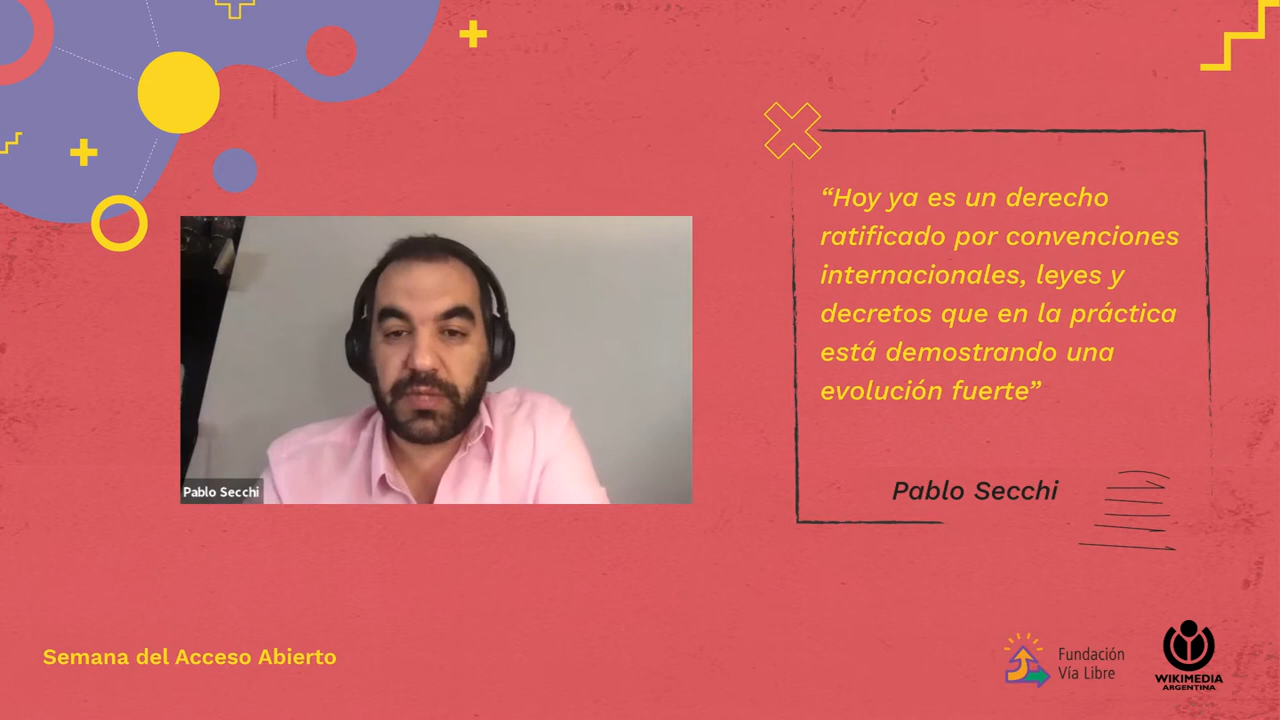 “Hoy ya es un derecho
ratificado por convenciones
internacionales, leyes y
decretos que en la práctica
está demostrando una
evolución fuerte”
Pablo Secchi
Pablo Secchi
Semana del Acceso Abierto
Fundación
Vía Libre
WIKIMEDIA
ARGENTINA